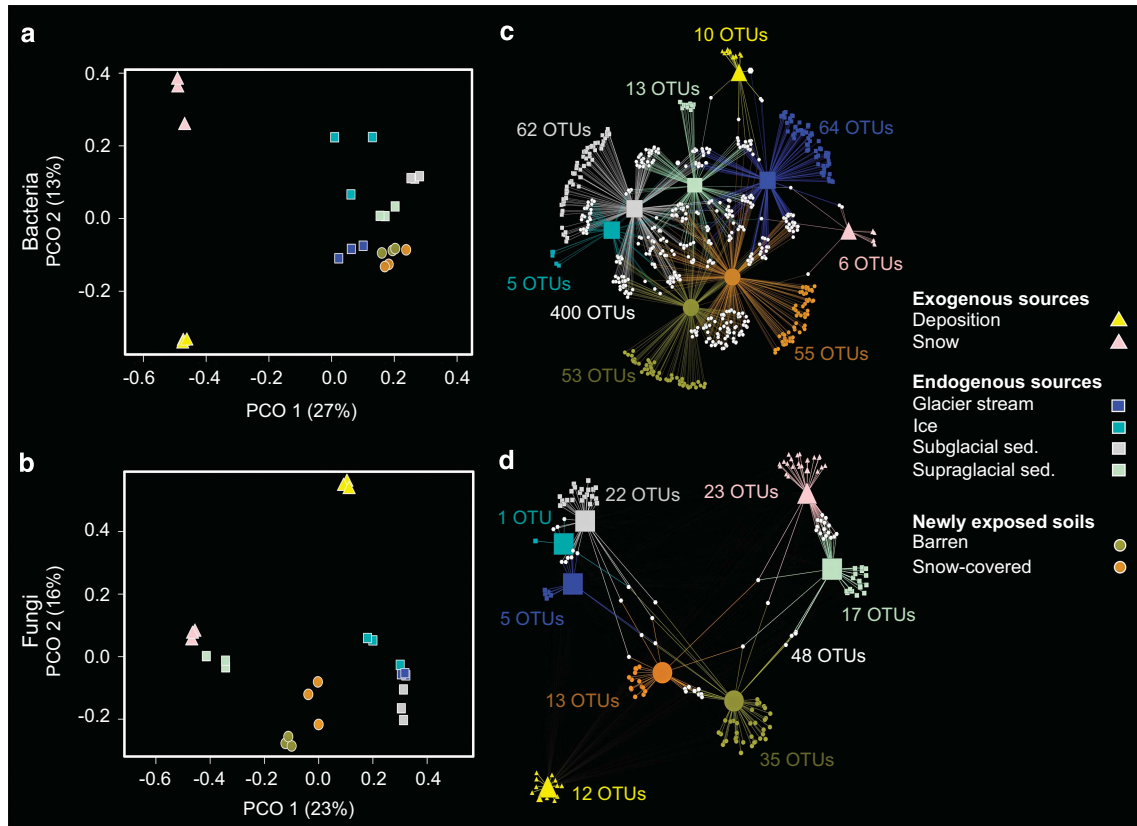 a
Bacteria
PCO 2 (13%)
0.4
0.2
0.0
-0.2
-0.6
-0.4
-0.2
0.0
0.2
0.4
PCO 1 (27%)
b
Fungi
PCO 2 (16%)
0.4
0.2
0.0
-0.2
-0.6
-0.4
-0.2
0.0
0.2
0.4
PCO 1 (23%)
c
10 OTUs
13 OTUs
62 OTUs
64 OTUs
5 OTUs
6 OTUs
400 OTUs
55 OTUs
53 OTUs
d
22 OTUs
23 OTUs
1 OTU
5 OTUs
17 OTUs
48 OTUs
13 OTUs
35 OTUs
12 OTUs
Exogenous sources
Deposition
Snow
Endogenous sources
Glacier stream
Ice
Subglacial sed.
Supraglacial sed.
Newly exposed soils
Barren
Snow-covered